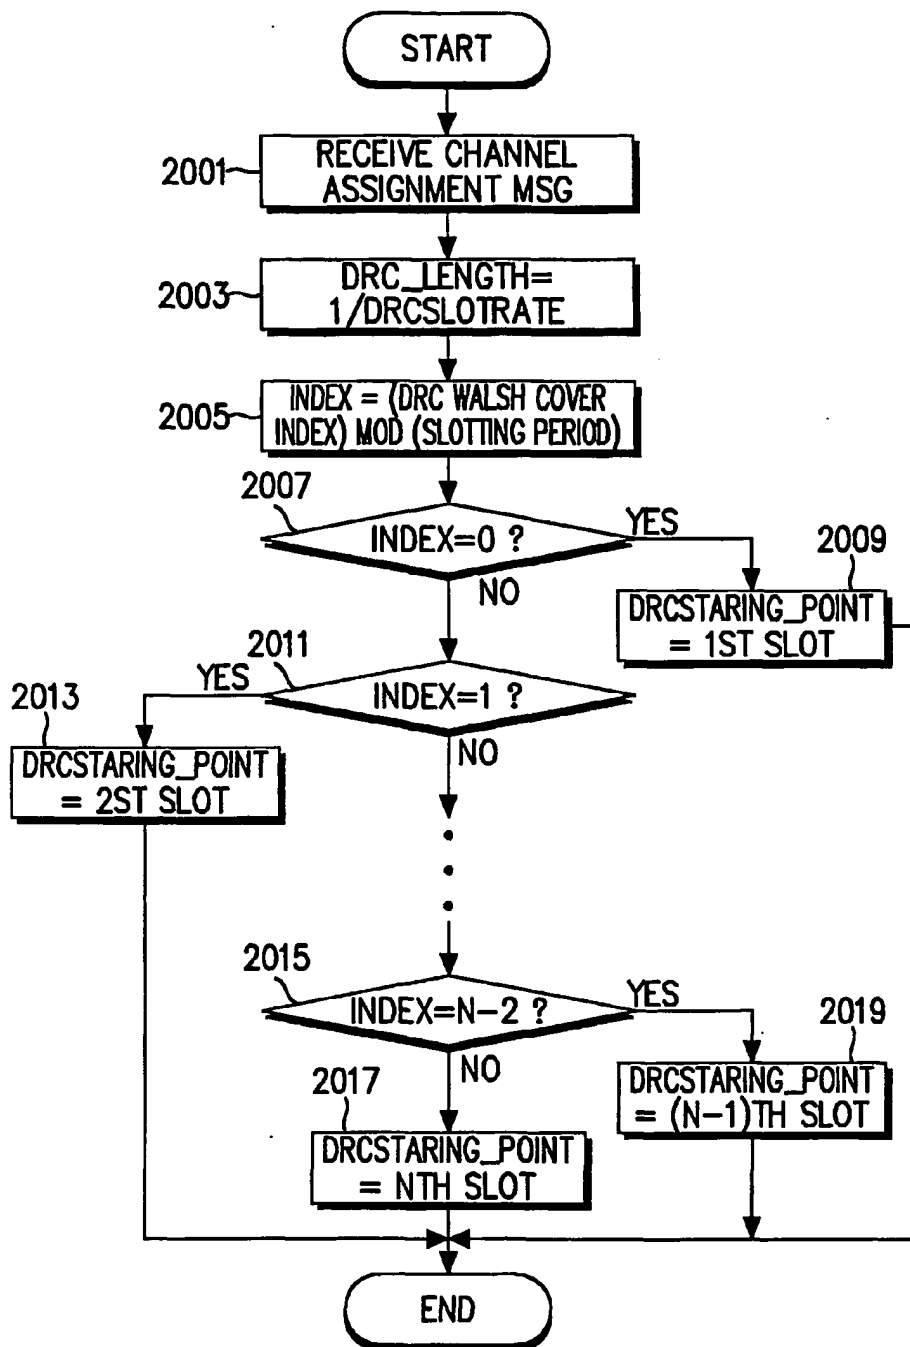 START
2001
RECEIVE CHANNEL
ASSIGNMENT MSG
2003
DRC_LENGTH=
1/DRCSLOTRATE
2005
INDEX = (DRC WALSH COVER
INDEX) MOD (SLOTTING PERIOD)
2007
INDEX=0 ?
YES
NO
2009
DRCSTARING_POINT
= 1ST SLOT
2011
INDEX=1 ?
YES
NO
2013
DRCSTARING_POINT
= 2ST SLOT
2015
INDEX=N-2 ?
YES
NO
2019
DRCSTARING_POINT
= (N-1)TH SLOT
2017
DRCSTARING_POINT
= NTH SLOT
END